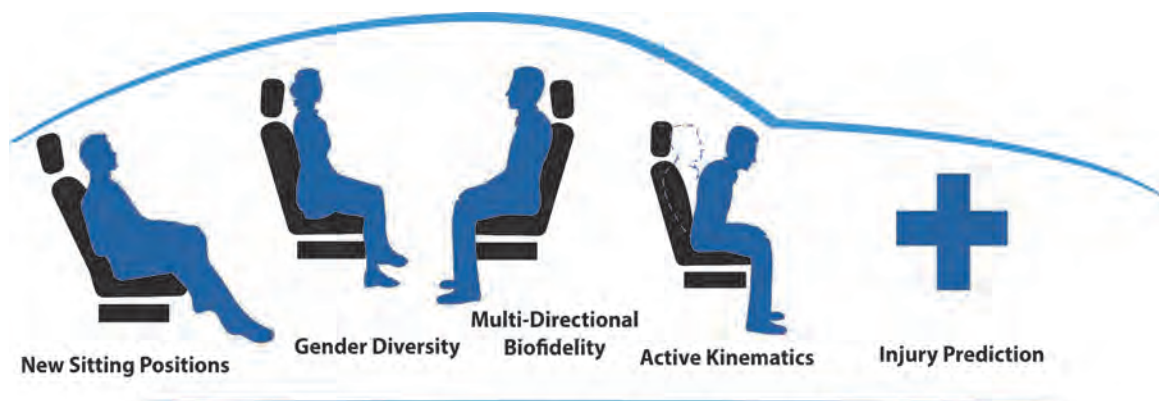 New Sitting Positions
Gender Diversity
Multi-Directional
Biofidelity
Active Kinematics
Injury Prediction